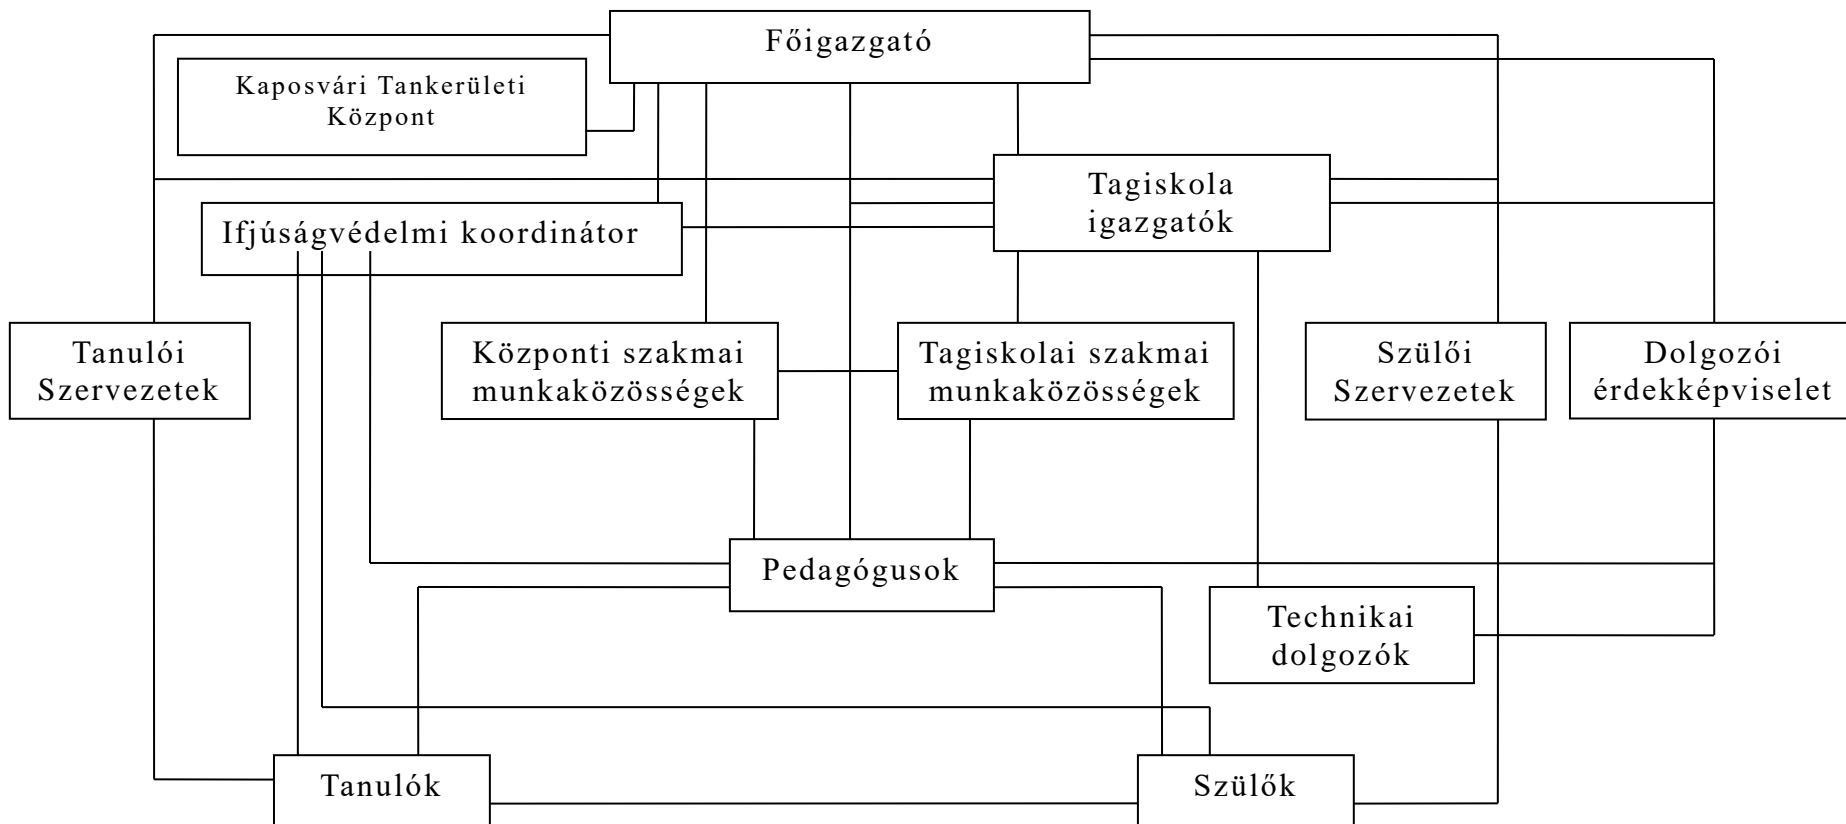 Főigazgató
Kaposvári Tankerületi
Központ
Tagiskola
igazgatók
Ifjúságvédelmi koordinátor
Tanulói
Szervezetek
Központi szakmai
munkaközösségek
Tagiskolai szakmai
munkaközösségek
Szülői
Szervezetek
Dolgozói
érdekképviselet
Pedagógusok
Technikai
dolgozók
Tanulók
Szülők